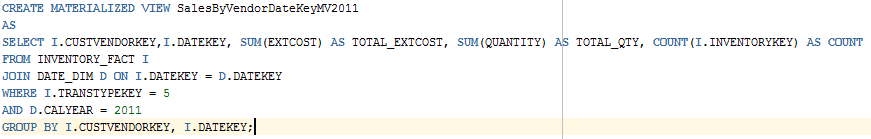 CREATE MATERIALIZED VIEW SalesByVendorDateKeyMV2011
AS
SELECT I.CUSTVENDORKEY,I.DATEKEY, SUM(EXTCOST) AS TOTAL_EXTCOST, SUM(QUANTITY) AS TOTAL_QTY, COUNT(I.INVENTORYKEY) AS COUNT
FROM INVENTORY_FACT I
JOIN DATE_DIM D ON I.DATEKEY = D.DATEKEY
WHERE I.TRANSTYPEKEY = 5
AND D.CALYEAR = 2011
GROUP BY I.CUSTVENDORKEY, I.DATEKEY;